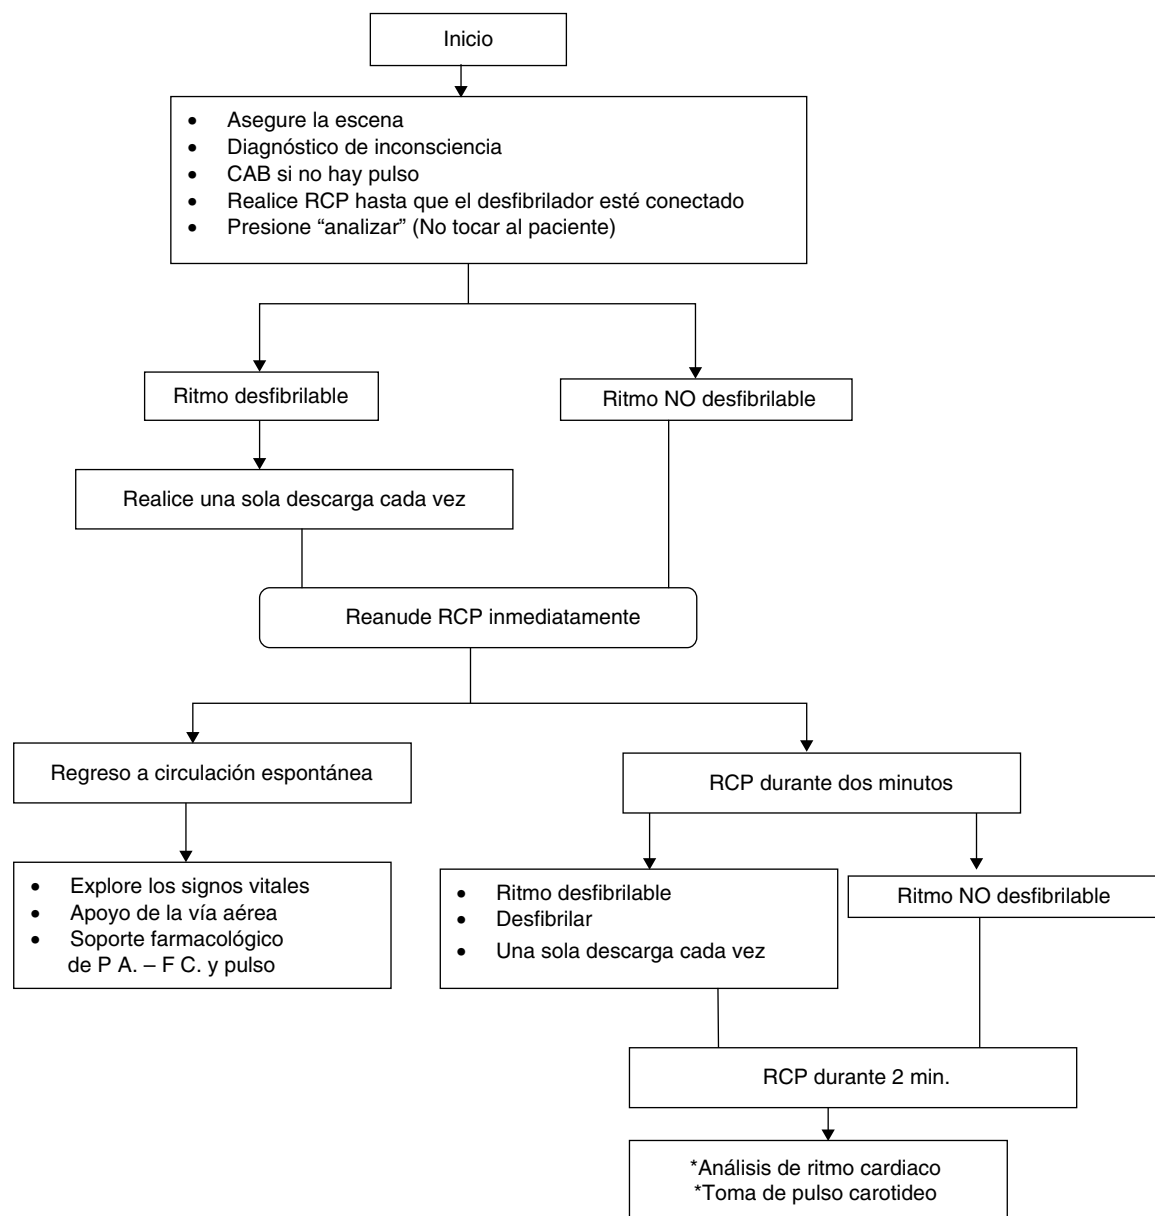 Inicio
• Asegure la escena
• Diagnóstico de inconsciencia
• CAB si no hay pulso
• Realice RCP hasta que el desfibrilador esté conectado
• Presione “analizar” (No tocar al paciente)
Ritmo desfibrilable
Ritmo NO desfibrilable
Realice una sola descarga cada vez
Reanude RCP inmediatamente
Regreso a circulación espontánea
RCP durante dos minutos
• Explore los signos vitales
• Apoyo de la vía aérea
• Soporte farmacológico
de P A. – F C. y pulso
• Ritmo desfibrilable
• Desfibrilar
• Una sola descarga cada vez
Ritmo NO desfibrilable
RCP durante 2 min.
*Análisis de ritmo cardiaco
*Toma de pulso carotideo